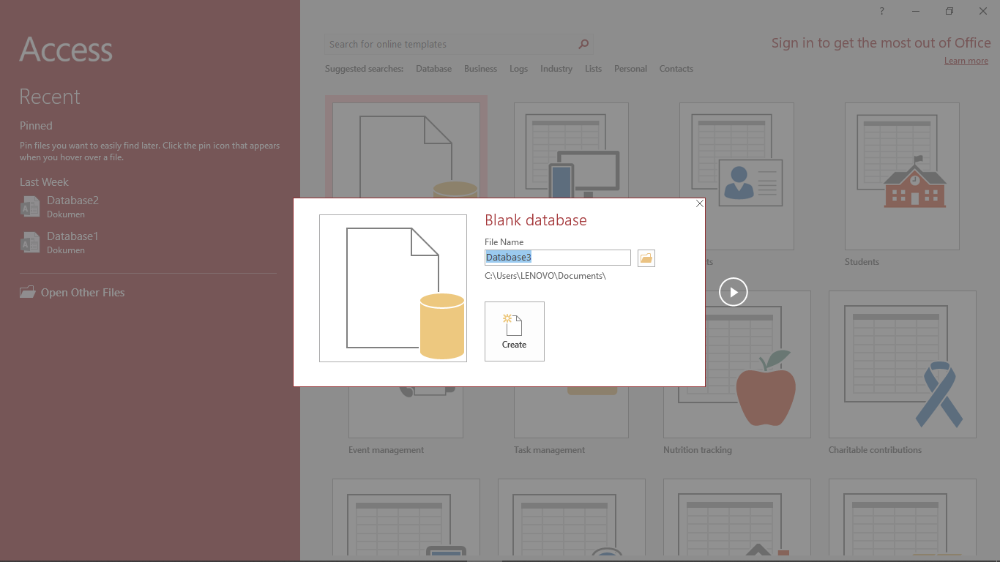 Access
Recent
Pinned
Pin files you want to easily find later. Click the pin icon that appears
when you hover over a file.
Last Week
Database2
Dokumen
Database1
Dokumen
Open Other Files
?
Search for online templates
Sign in to get the most out of Office
Learn more
Suggested searches: Database Business Logs Industry Lists Personal Contacts
Blank database
File Name
Database3
C:\Users\LENOVO\Documents\
Create
Students
Event management
Task management
Nutrition tracking
Charitable contributions